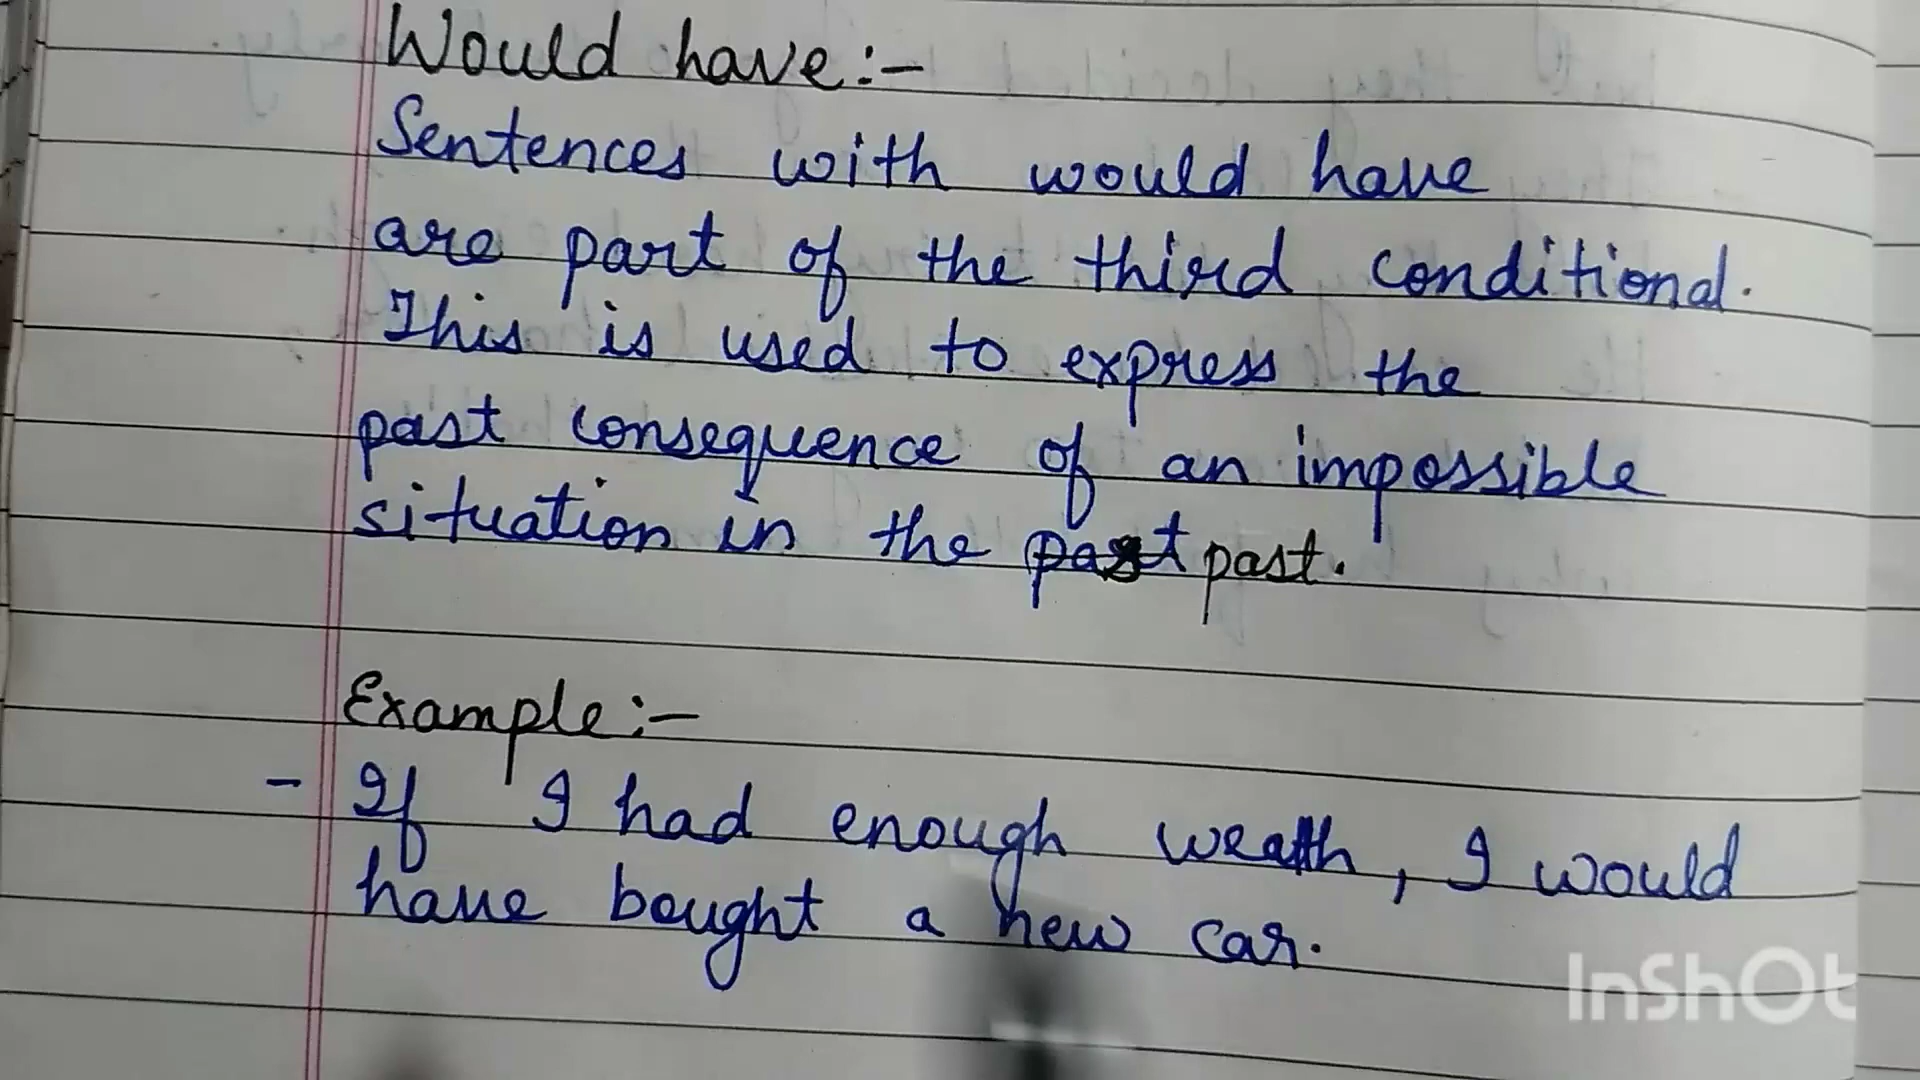 Would have:-
Sentences with would have
are part of the third conditional.
This is used to express the
past consequence of an impossible
situation in the past past.
Example:-
- If I had enough wealth, I would
have bought a new car.
InShOt